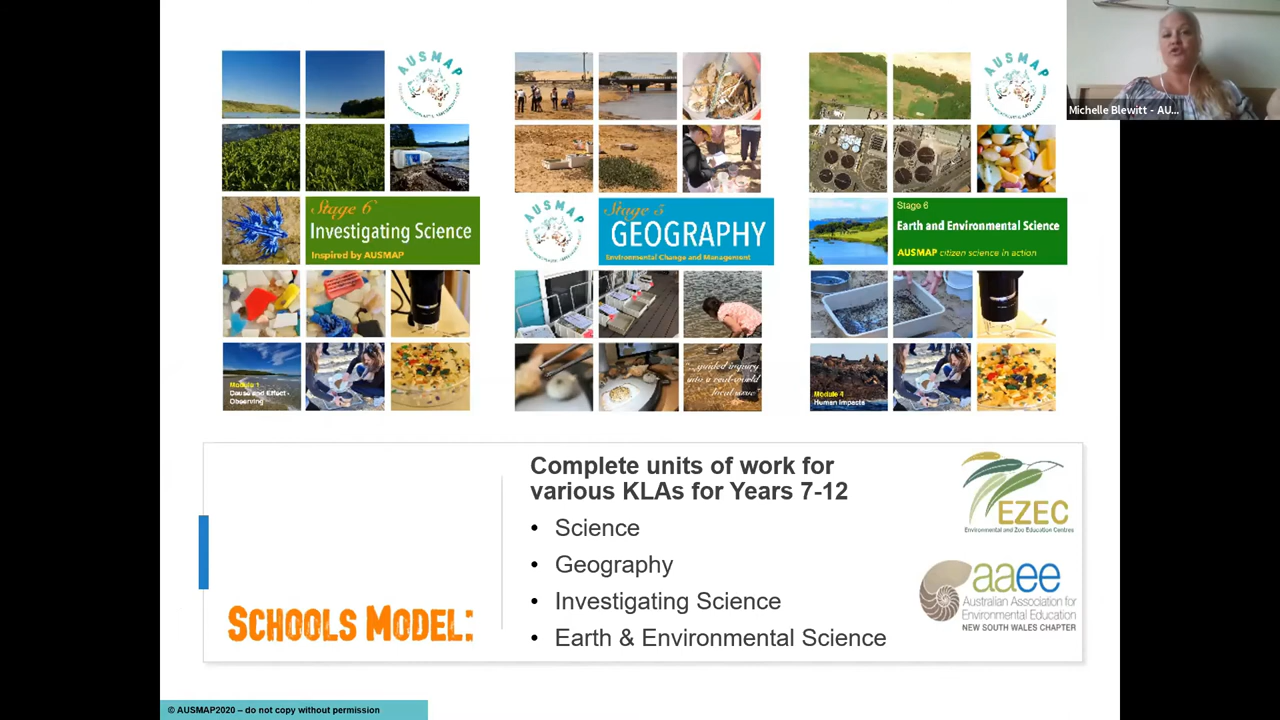 AUSMAP
Stage 6
Investigating Science
Inspired by AUSMAP
Module 1
Cause and Effect -
Observing
AUSMAP
Stage 5
GEOGRAPHY
Environmental Change and Management
"...guided inquiry
into a real-world
local issue"
AUSMAP
Stage 6
Earth and Environmental Science
AUSMAP citizen science in action
Module 4
Human Impacts
Michelle Blewitt - AU...
SCHOOLS MODEL:
Complete units of work for
various KLAs for Years 7-12
• Science
• Geography
• Investigating Science
• Earth & Environmental Science
EZEC
Environmental and Zoo Education Centres
aaee
Australian Association for
Environmental Education
NEW SOUTH WALES CHAPTER
© AUSMAP2020 – do not copy without permission